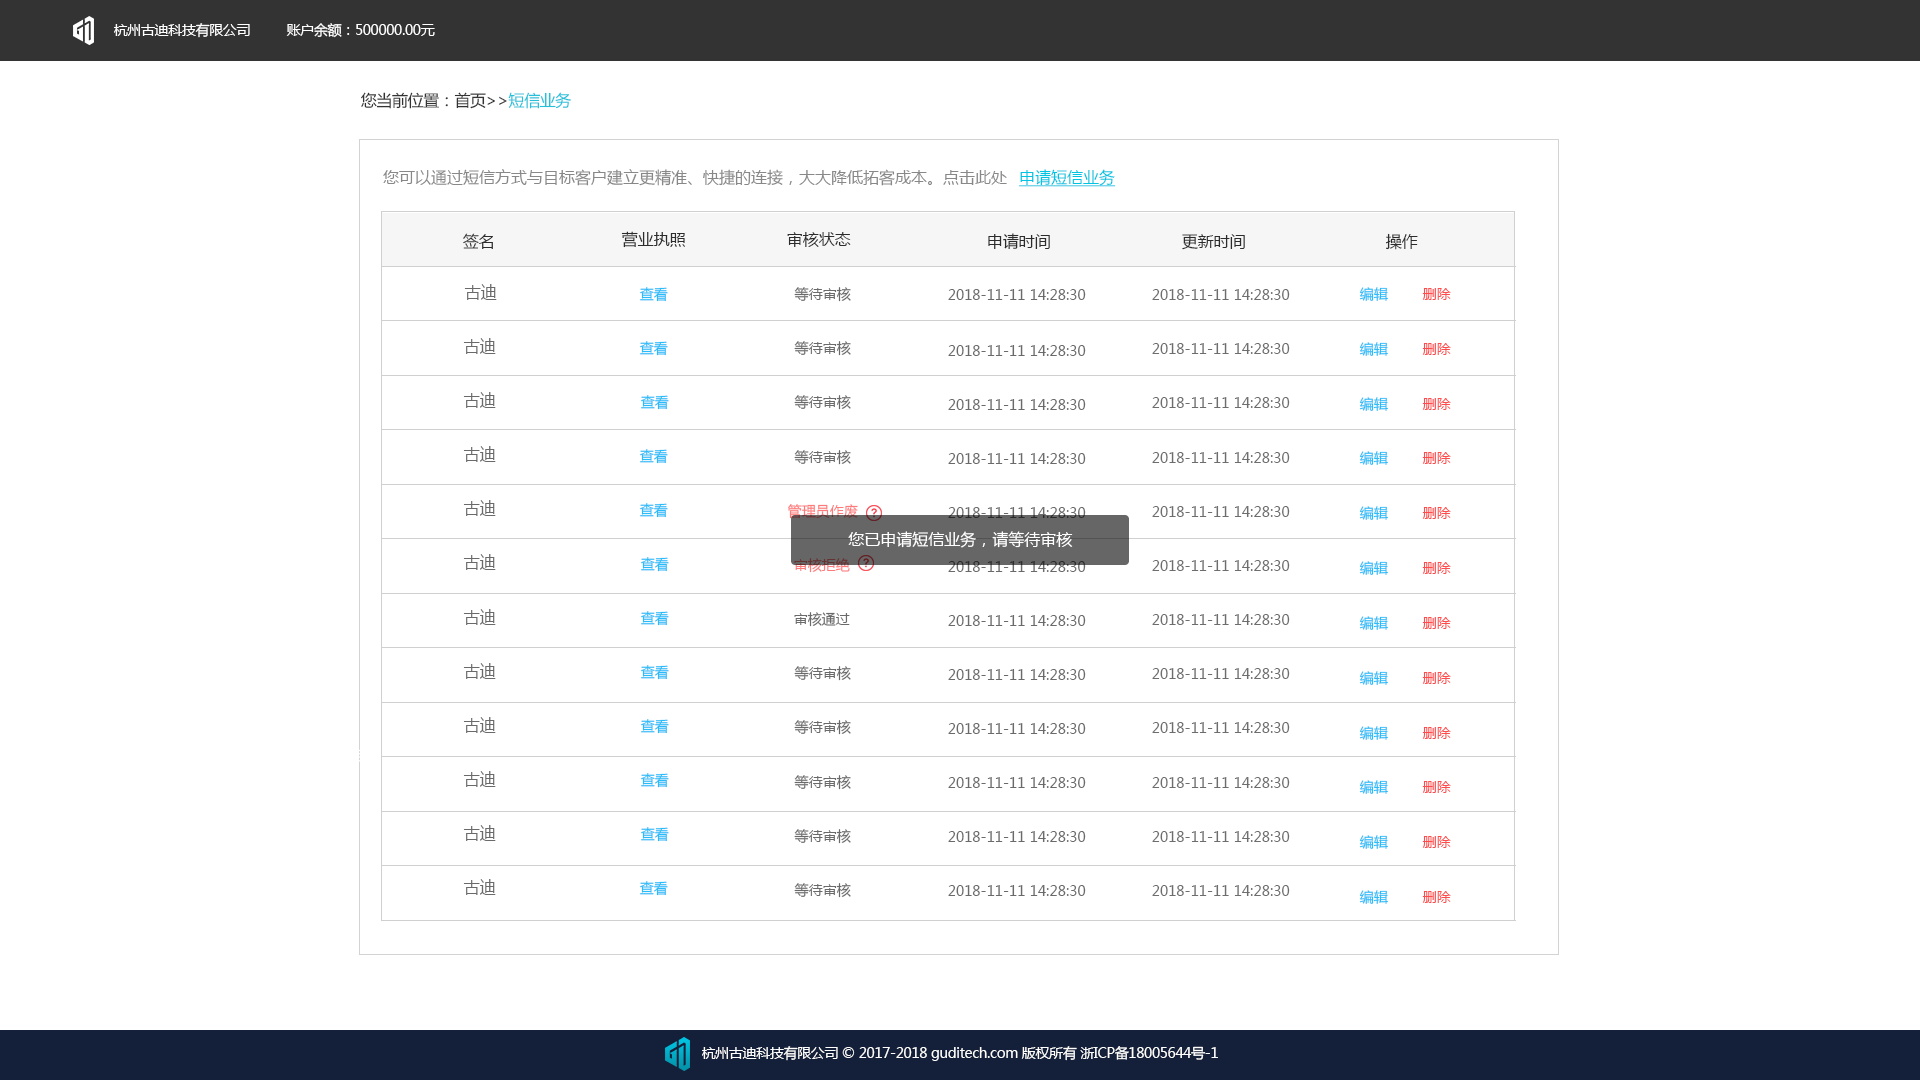 杭州古迪科技有限公司 账户余额：500000.00元
您当前位置：首页>>短信业务
您可以通过短信方式与目标客户建立更精准、快捷的连接，大大降低拓客成本。点击此处 申请短信业务
签名 营业执照 审核状态 申请时间 更新时间 操作
古迪 查看 等待审核 2018-11-11 14:28:30 2018-11-11 14:28:30 编辑 删除
古迪 查看 等待审核 2018-11-11 14:28:30 2018-11-11 14:28:30 编辑 删除
古迪 查看 等待审核 2018-11-11 14:28:30 2018-11-11 14:28:30 编辑 删除
古迪 查看 等待审核 2018-11-11 14:28:30 2018-11-11 14:28:30 编辑 删除
古迪 查看 管理员作废 ? 2018-11-11 14:28:30 2018-11-11 14:28:30 编辑 删除
您已申请短信业务，请等待审核
古迪 查看 审核拒绝 ? 2018-11-11 14:28:30 2018-11-11 14:28:30 编辑 删除
古迪 查看 审核通过 2018-11-11 14:28:30 2018-11-11 14:28:30 编辑 删除
古迪 查看 等待审核 2018-11-11 14:28:30 2018-11-11 14:28:30 编辑 删除
古迪 查看 等待审核 2018-11-11 14:28:30 2018-11-11 14:28:30 编辑 删除
古迪 查看 等待审核 2018-11-11 14:28:30 2018-11-11 14:28:30 编辑 删除
古迪 查看 等待审核 2018-11-11 14:28:30 2018-11-11 14:28:30 编辑 删除
古迪 查看 等待审核 2018-11-11 14:28:30 2018-11-11 14:28:30 编辑 删除
杭州古迪科技有限公司 © 2017-2018 guditech.com 版权所有 浙ICP备18005644号-1